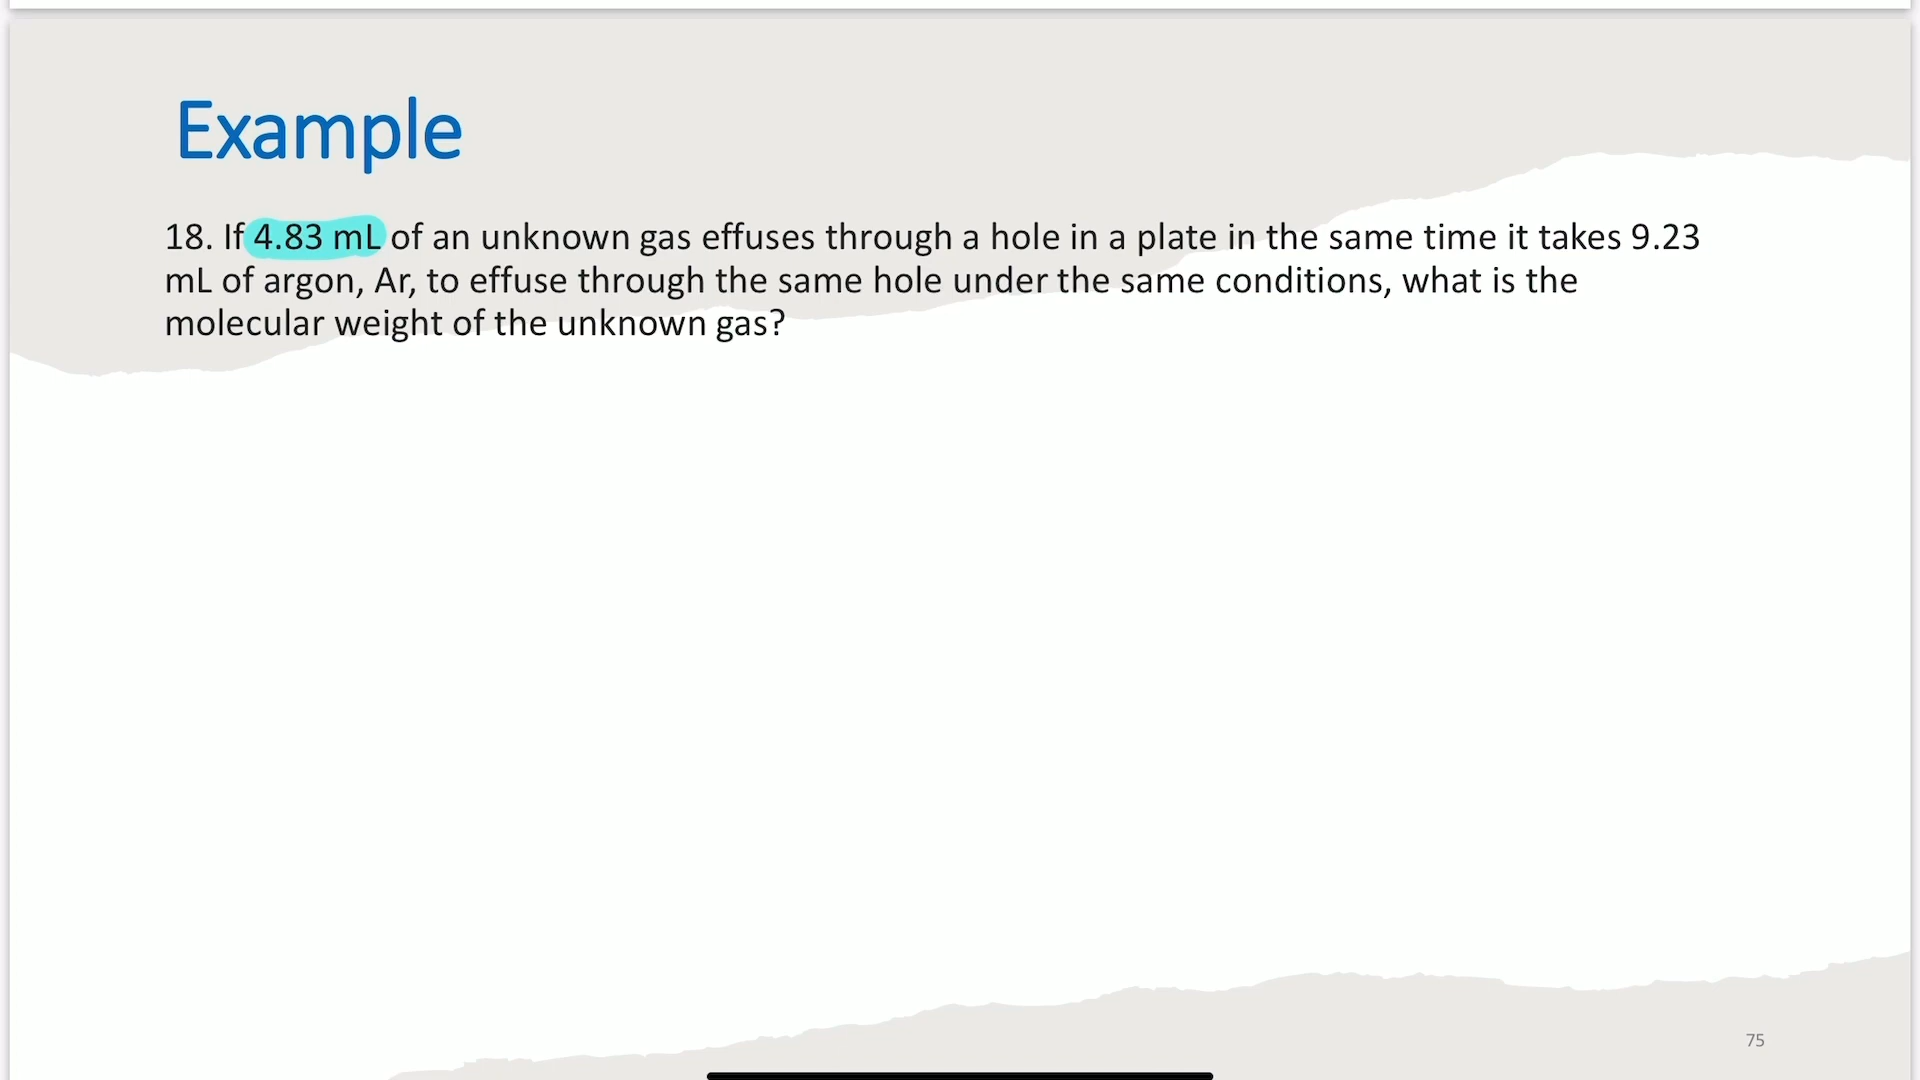 Example
18. If 4.83 mL of an unknown gas effuses through a hole in a plate in the same time it takes 9.23
mL of argon, Ar, to effuse through the same hole under the same conditions, what is the
molecular weight of the unknown gas?
75